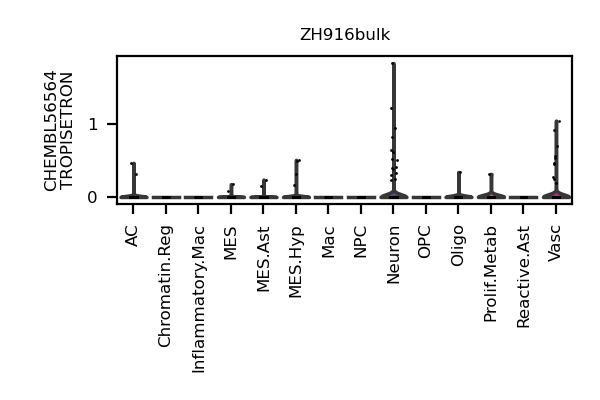 ZH916bulk
CHEMBL56564
TROPISETRON
1
0
AC
Chromatin.Reg
Inflammatory.Mac
MES
MES.Ast
MES.Hyp
Mac
NPC
Neuron
OPC
Oligo
Prolif.Metab
Reactive.Ast
Vasc